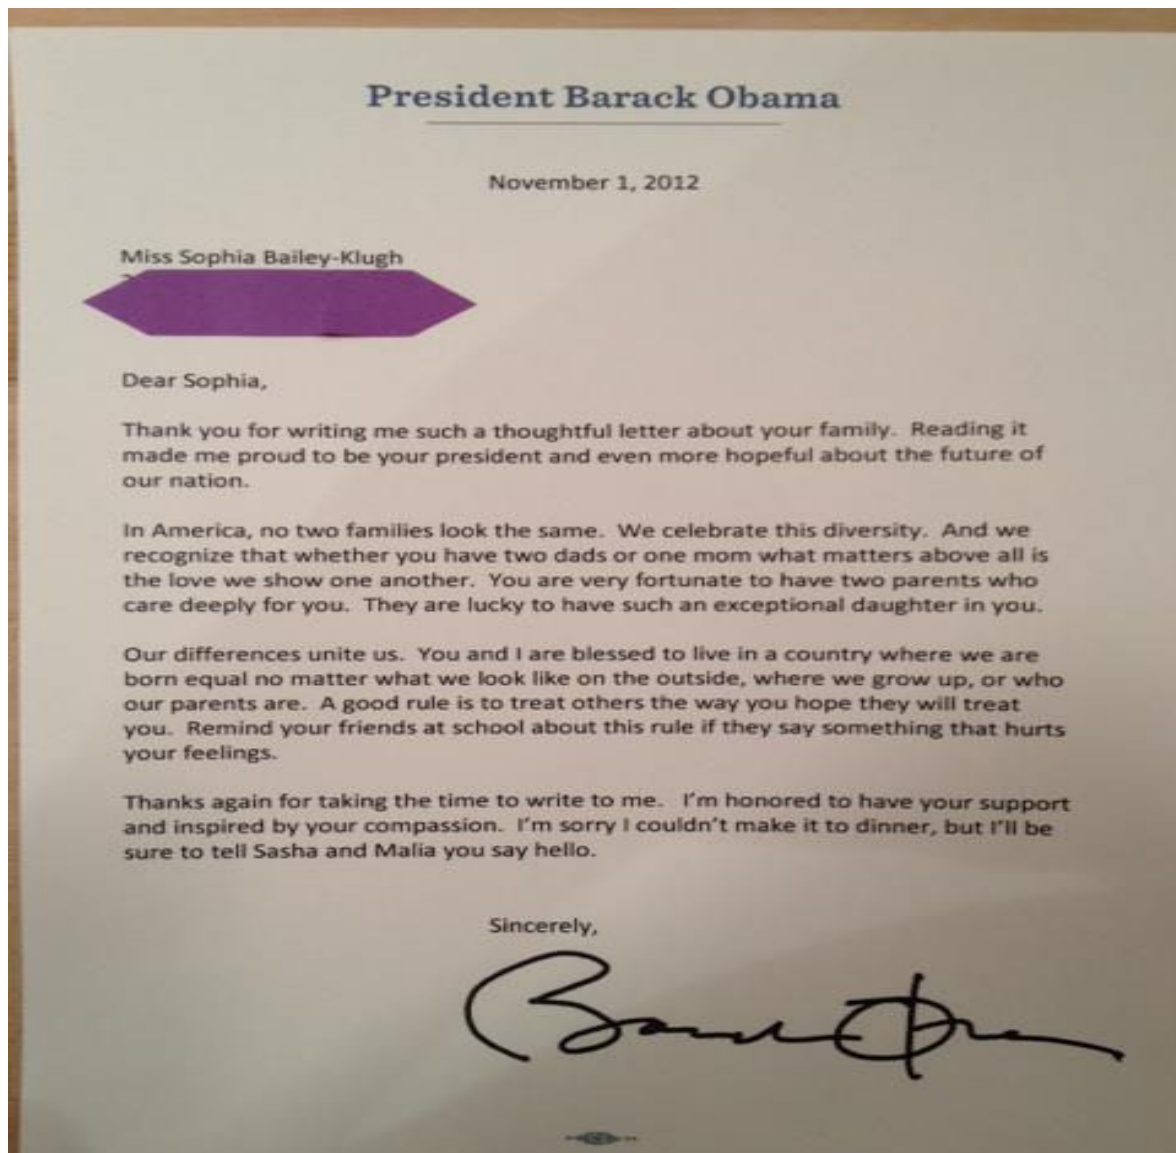 President Barack Obama
November 1, 2012
Miss Sophia Bailey-Klugh
Dear Sophia,
Thank you for writing me such a thoughtful letter about your family. Reading it
made me proud to be your president and even more hopeful about the future of
our nation.
In America, no two families look the same. We celebrate this diversity. And we
recognize that whether you have two dads or one mom what matters above all is
the love we show one another. You are very fortunate to have two parents who
care deeply for you. They are lucky to have such an exceptional daughter in you.
Our differences unite us. You and I are blessed to live in a country where we are
born equal no matter what we look like on the outside, where we grow up, or who
our parents are. A good rule is to treat others the way you hope they will treat
you. Remind your friends at school about this rule if they say something that hurts
your feelings.
Thanks again for taking the time to write to me. I'm honored to have your support
and inspired by your compassion. I'm sorry I couldn't make it to dinner, but I'll be
sure to tell Sasha and Malia you say hello.
Sincerely,